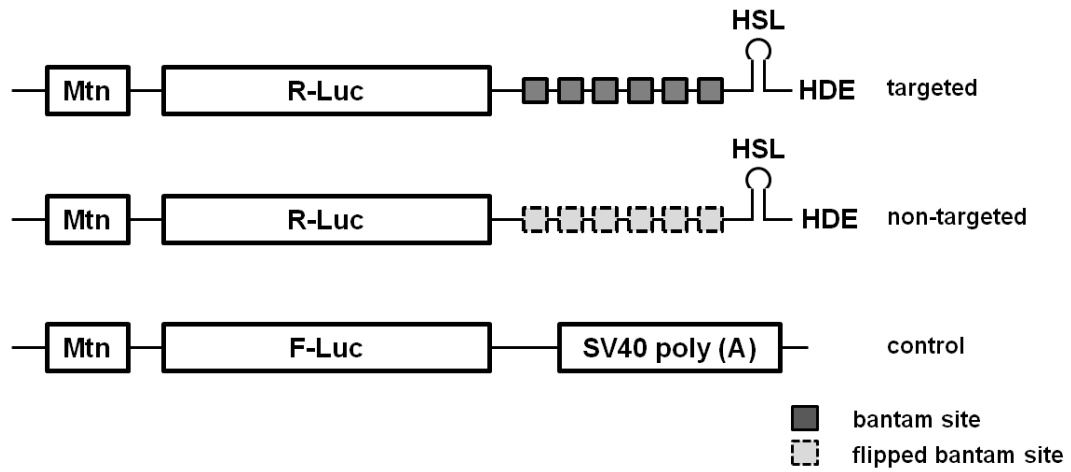 HSL
Mtn R-Luc HDE targeted
HSL
Mtn R-Luc HDE non-targeted
Mtn F-Luc SV40 poly (A) control
bantam site
flipped bantam site